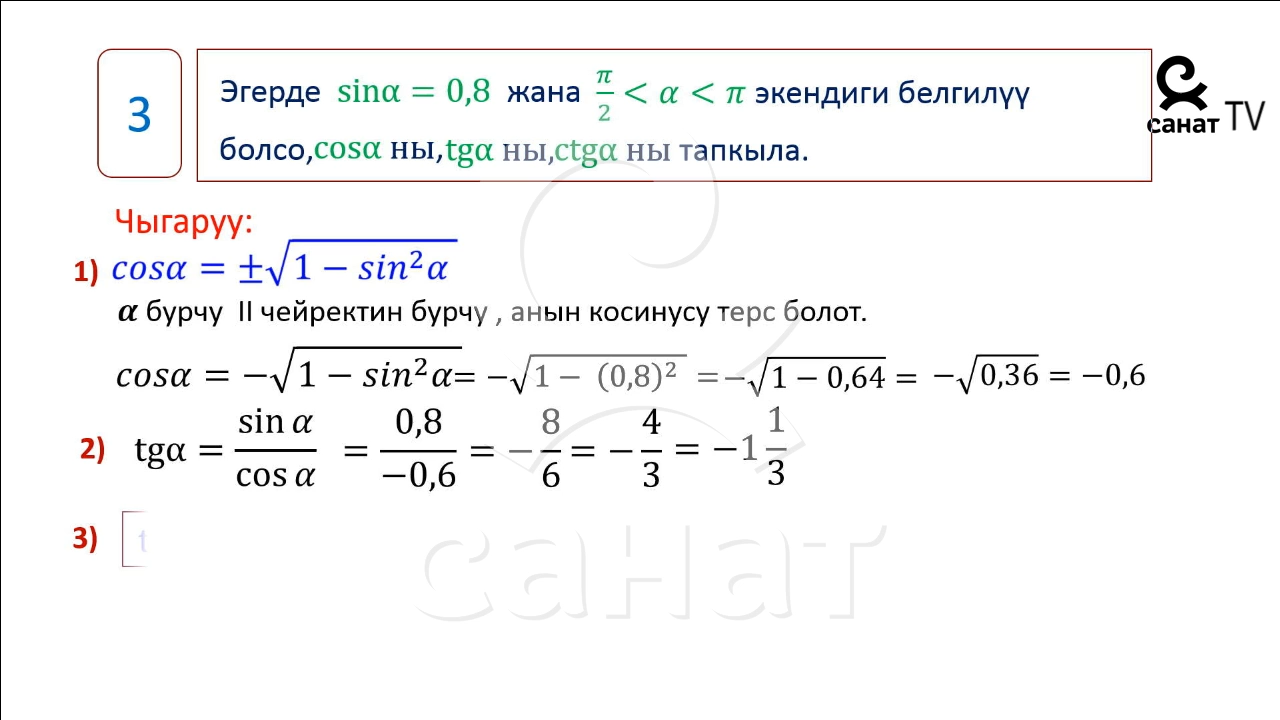 3
Эгерде sinα = 0,8 жана π/2 < α < π экендиги белгилүү
болсо,cosα ны,tgα ны,ctgα ны тапкыла.
санат TV
Чыгаруу:
1) cosα = ±√(1 − sin²α)
α бурчу II чейректин бурчу , анын косинусу терс болот.
cosα = −√(1 − sin²α)= −√(1 − (0,8)²) = −√(1 − 0,64) = −√(0,36) = −0,6
2) tgα = sin α/cos α = 0,8/−0,6 = −8/6 = −4/3 = −1 1/3
3) t
санат